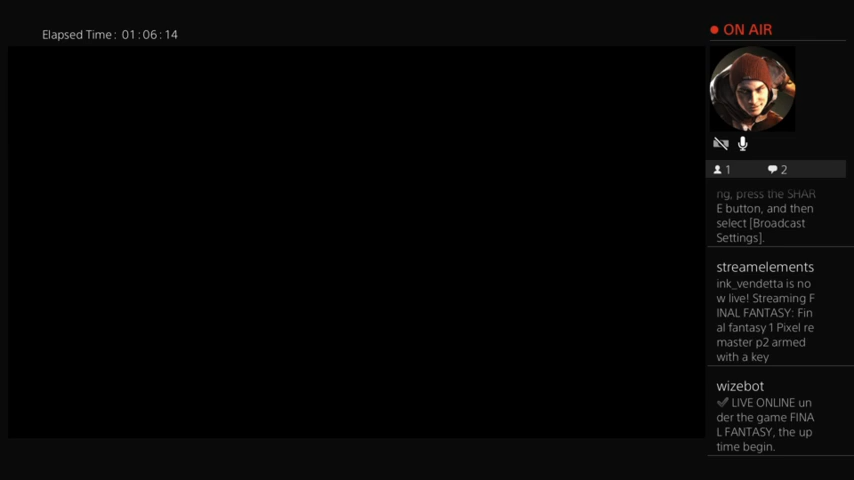 Elapsed Time: 01:06:14
ON AIR
1 2
ng, press the SHAR
E button, and then
select [Broadcast
Settings].
streamelements
ink_vendetta is no
w live! Streaming F
INAL FANTASY: Fin
al fantasy 1 Pixel re
master p2 armed
with a key
wizebot
✔ LIVE ONLINE un
der the game FINA
L FANTASY, the up
time begin.